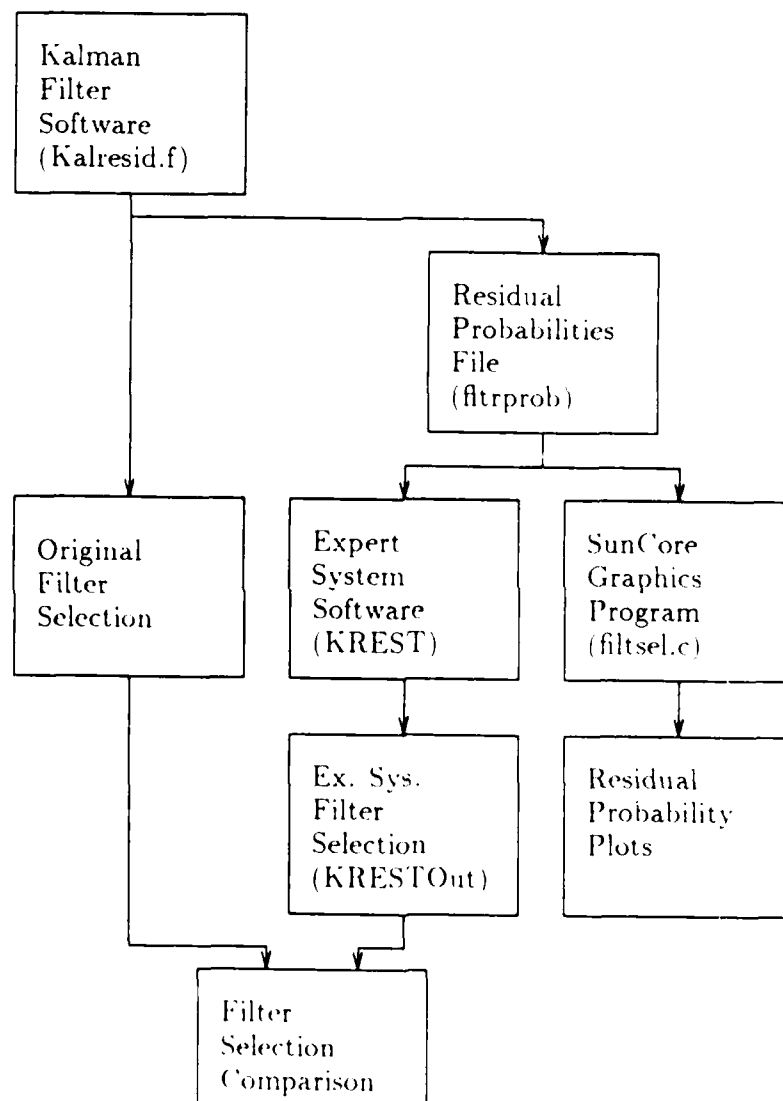 Kalman
Filter
Software
(Kalresid.f)
Residual
Probabilities
File
(fltrprob)
Original
Filter
Selection
Expert
System
Software
(KREST)
SunCore
Graphics
Program
(filtsel.c)
Ex. Sys.
Filter
Selection
(KRESTOut)
Residual
Probability
Plots
Filter
Selection
Comparison